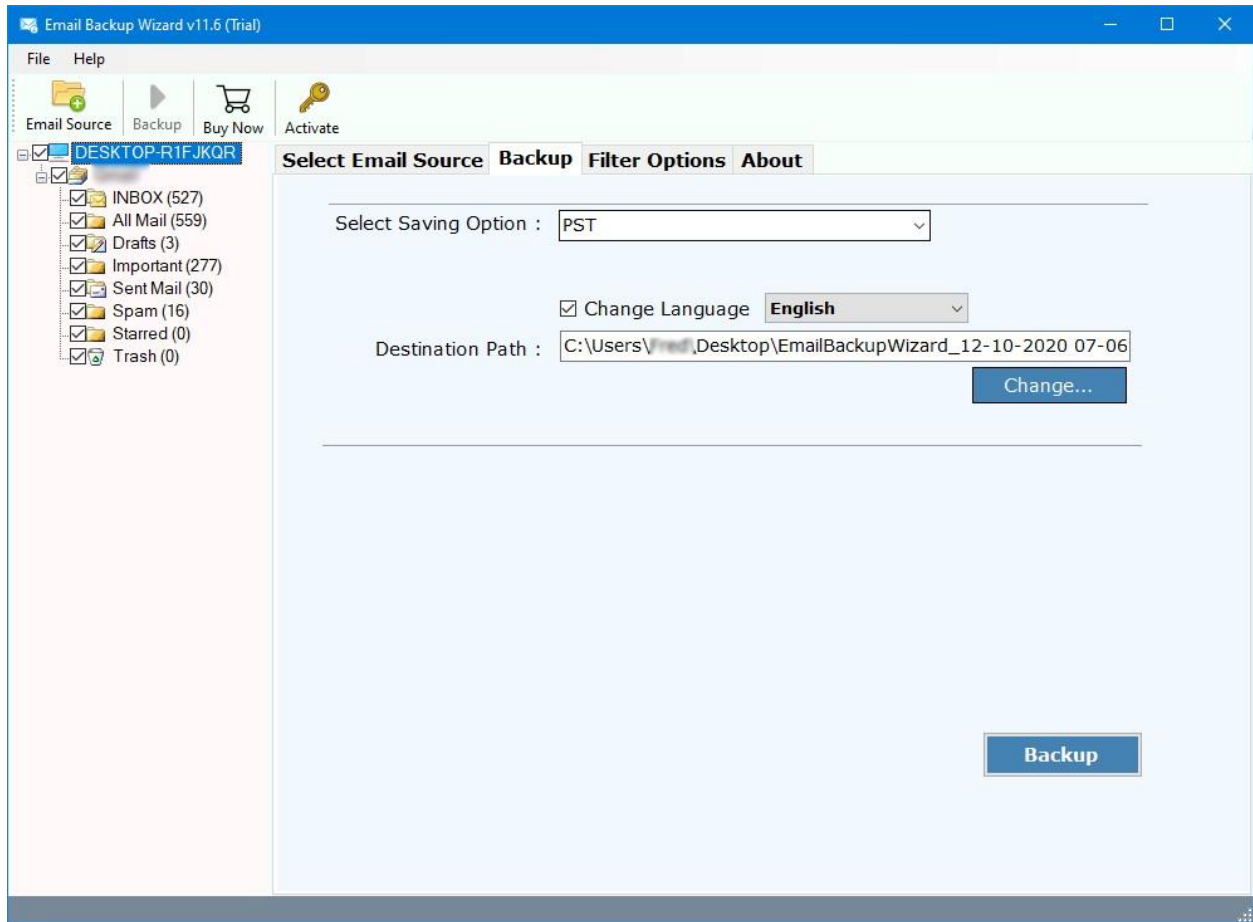 Email Backup Wizard v11.6 (Trial)
File Help
Email Source Backup Buy Now Activate
DESKTOP-R1FJKQR
INBOX (527)
All Mail (559)
Drafts (3)
Important (277)
Sent Mail (30)
Spam (16)
Starred (0)
Trash (0)
Select Email Source Backup Filter Options About
Select Saving Option : PST
Change Language English
Destination Path : C:\Users\ Desktop\EmailBackupWizard_12-10-2020 07-06
Change...
Backup